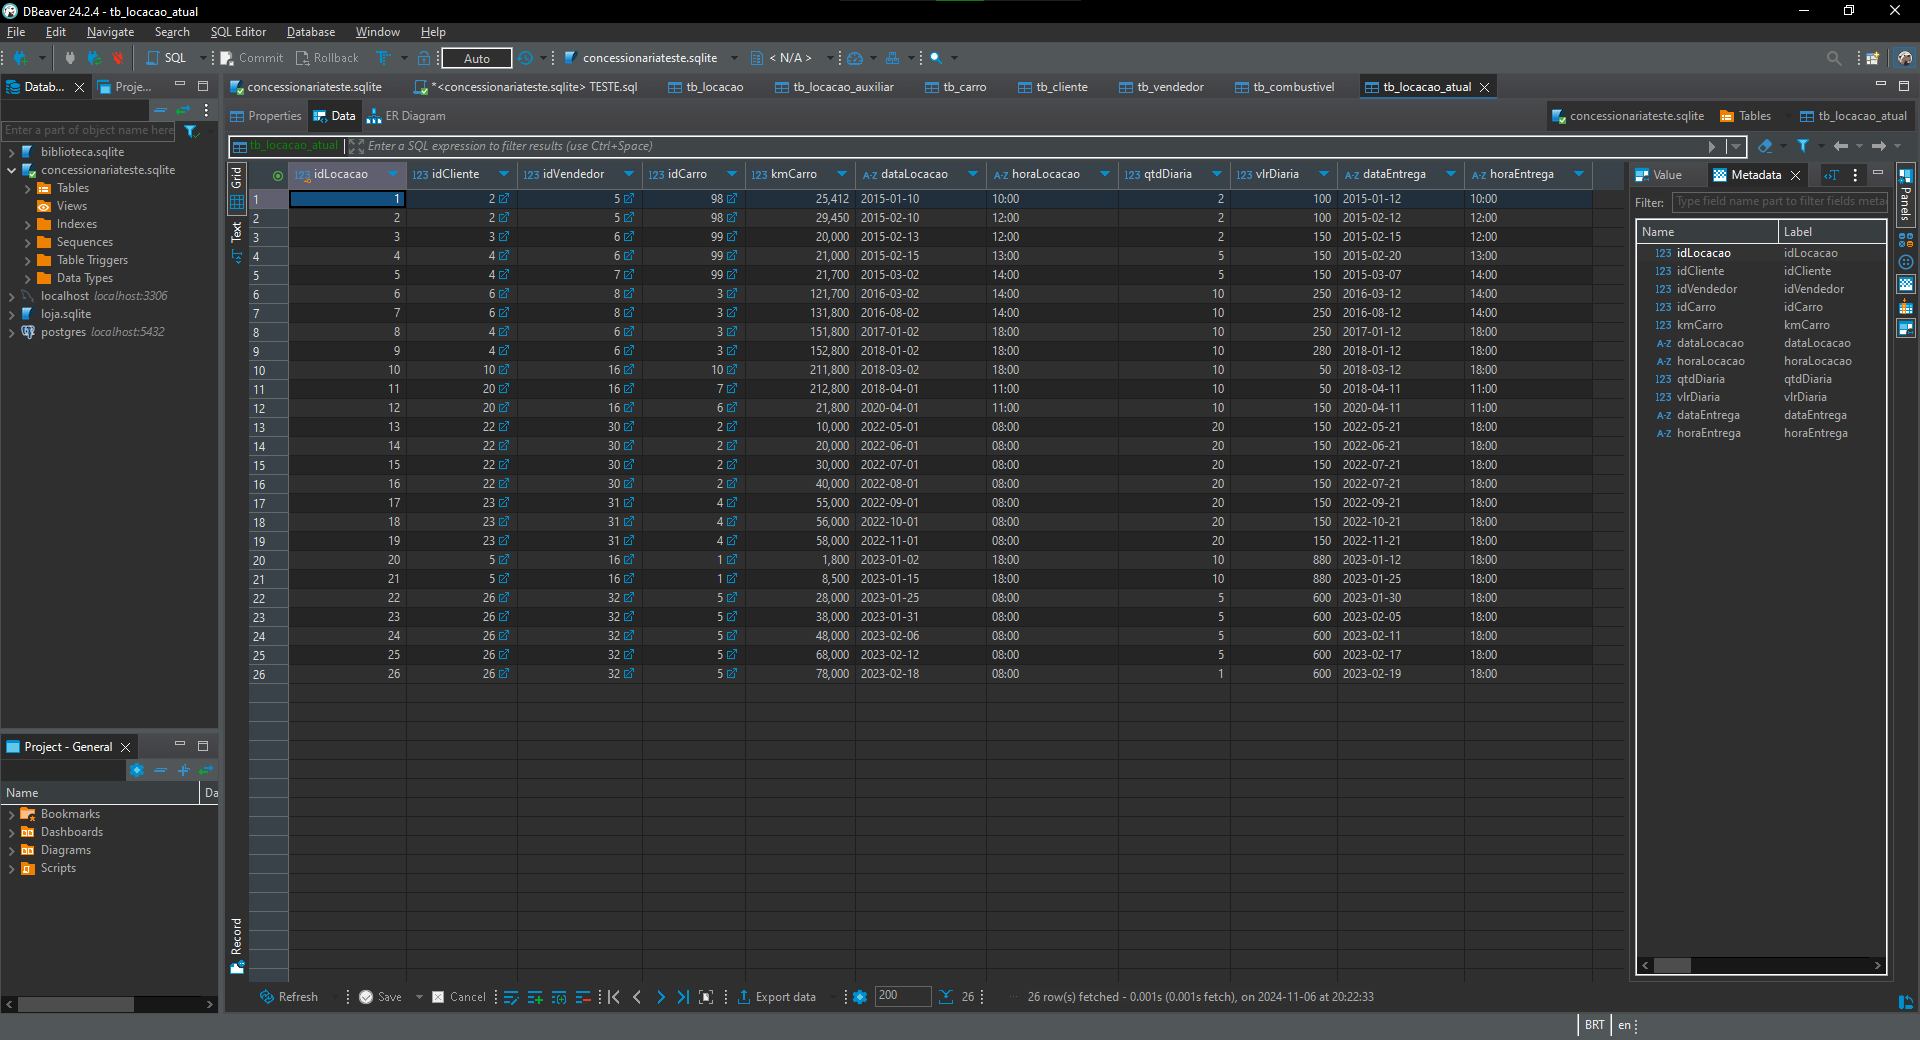 DBeaver 24.2.4 - tb_locacao_atual
File Edit Navigate Search SQL Editor Database Window Help
SQL Commit Rollback Auto concessionariateste.sqlite < N/A >
Datab... Proje... concessionariateste.sqlite *<concessionariateste.sqlite> TESTE.sql tb_locacao tb_locacao_auxiliar tb_carro tb_cliente tb_vendedor tb_combustivel tb_locacao_atual
Properties Data ER Diagram concessionariateste.sqlite Tables tb_locacao_atual
Enter a part of object name here
biblioteca.sqlite
concessionariateste.sqlite
Tables
Views
Indexes
Sequences
Table Triggers
Data Types
localhost localhost:3306
loja.sqlite
postgres localhost:5432
Project - General
Name Da
Bookmarks
Dashboards
Diagrams
Scripts
tb_locacao_atual Enter a SQL expression to filter results (use Ctrl+Space)
Grid
Text
Record
123 idLocacao 123 idCliente 123 idVendedor 123 idCarro 123 kmCarro A-Z dataLocacao A-Z horaLocacao 123 qtdDiaria 123 vlrDiaria A-Z dataEntrega A-Z horaEntrega
1 1 2 5 98 25,412 2015-01-10 10:00 2 100 2015-01-12 10:00
2 2 2 5 98 29,450 2015-02-10 12:00 2 100 2015-02-12 12:00
3 3 3 6 99 20,000 2015-02-13 12:00 2 150 2015-02-15 12:00
4 4 4 6 99 21,000 2015-02-15 13:00 5 150 2015-02-20 13:00
5 5 4 7 99 21,700 2015-03-02 14:00 5 150 2015-03-07 14:00
6 6 6 8 3 121,700 2016-03-02 14:00 10 250 2016-03-12 14:00
7 7 6 8 3 131,800 2016-08-02 14:00 10 250 2016-08-12 14:00
8 8 4 6 3 151,800 2017-01-02 18:00 10 250 2017-01-12 18:00
9 9 4 6 3 152,800 2018-01-02 18:00 10 280 2018-01-12 18:00
10 10 10 16 10 211,800 2018-03-02 18:00 10 50 2018-03-12 18:00
11 11 20 16 7 212,800 2018-04-01 11:00 10 50 2018-04-11 11:00
12 12 20 16 6 21,800 2020-04-01 11:00 10 150 2020-04-11 11:00
13 13 22 30 2 10,000 2022-05-01 08:00 20 150 2022-05-21 18:00
14 14 22 30 2 20,000 2022-06-01 08:00 20 150 2022-06-21 18:00
15 15 22 30 2 30,000 2022-07-01 08:00 20 150 2022-07-21 18:00
16 16 22 30 2 40,000 2022-08-01 08:00 20 150 2022-07-21 18:00
17 17 23 31 4 55,000 2022-09-01 08:00 20 150 2022-09-21 18:00
18 18 23 31 4 56,000 2022-10-01 08:00 20 150 2022-10-21 18:00
19 19 23 31 4 58,000 2022-11-01 08:00 20 150 2022-11-21 18:00
20 20 5 16 1 1,800 2023-01-02 18:00 10 880 2023-01-12 18:00
21 21 5 16 1 8,500 2023-01-15 18:00 10 880 2023-01-25 18:00
22 22 26 32 5 28,000 2023-01-25 08:00 5 600 2023-01-30 18:00
23 23 26 32 5 38,000 2023-01-31 08:00 5 600 2023-02-05 18:00
24 24 26 32 5 48,000 2023-02-06 08:00 5 600 2023-02-11 18:00
25 25 26 32 5 68,000 2023-02-12 08:00 5 600 2023-02-17 18:00
26 26 26 32 5 78,000 2023-02-18 08:00 1 600 2023-02-19 18:00
Value Metadata
Filter: Type field name part to filter fields meta
Name Label
123 idLocacao idLocacao
123 idCliente idCliente
123 idVendedor idVendedor
123 idCarro idCarro
123 kmCarro kmCarro
A-Z dataLocacao dataLocacao
A-Z horaLocacao horaLocacao
123 qtdDiaria qtdDiaria
123 vlrDiaria vlrDiaria
A-Z dataEntrega dataEntrega
A-Z horaEntrega horaEntrega
Panels
Refresh Save Cancel Export data 200 26 26 row(s) fetched - 0.001s (0.001s fetch), on 2024-11-06 at 20:22:33
BRT en